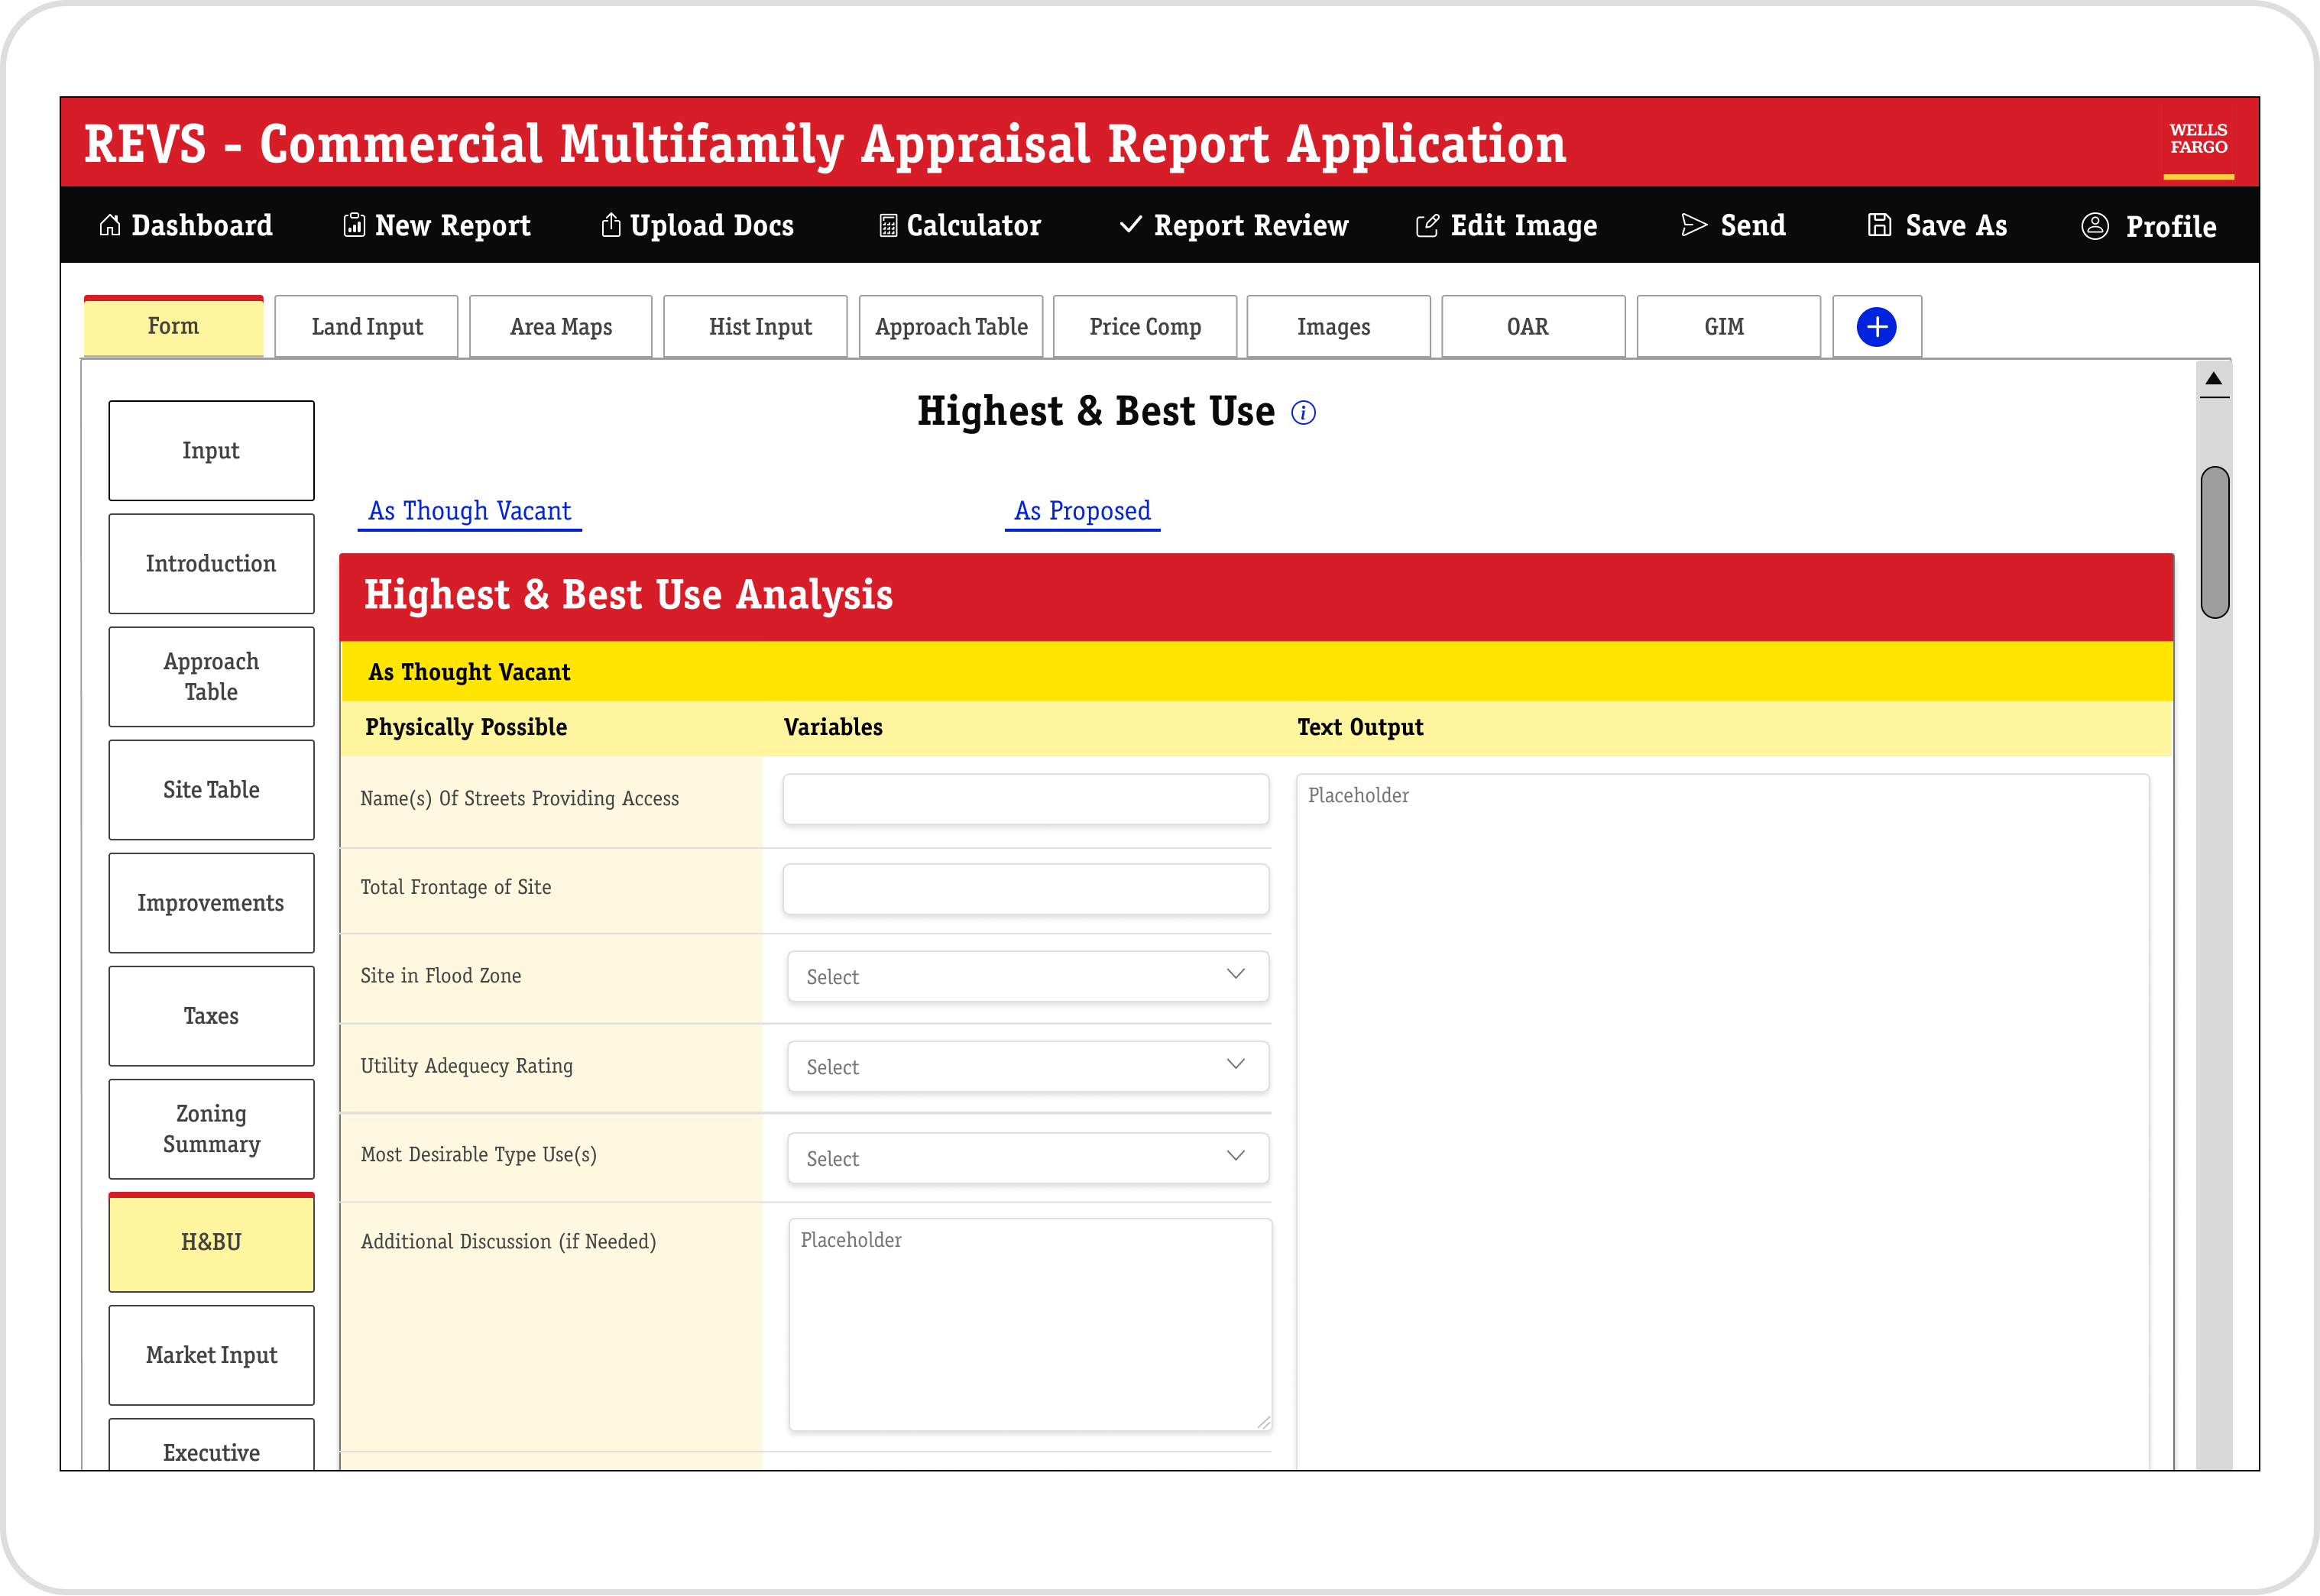 REVS - Commercial Multifamily Appraisal Report Application
WELLS
FARGO
Dashboard
New Report
Upload Docs
Calculator
Report Review
Edit Image
Send
Save As
Profile
Form
Land Input
Area Maps
Hist Input
Approach Table
Price Comp
Images
OAR
GIM
Input
Introduction
Approach
Table
Site Table
Improvements
Taxes
Zoning
Summary
H&BU
Market Input
Executive
Highest & Best Use
As Though Vacant
As Proposed
Highest & Best Use Analysis
As Thought Vacant
Physically Possible
Variables
Text Output
Name(s) Of Streets Providing Access
Placeholder
Total Frontage of Site
Site in Flood Zone
Select
Utility Adequecy Rating
Select
Most Desirable Type Use(s)
Select
Additional Discussion (if Needed)
Placeholder